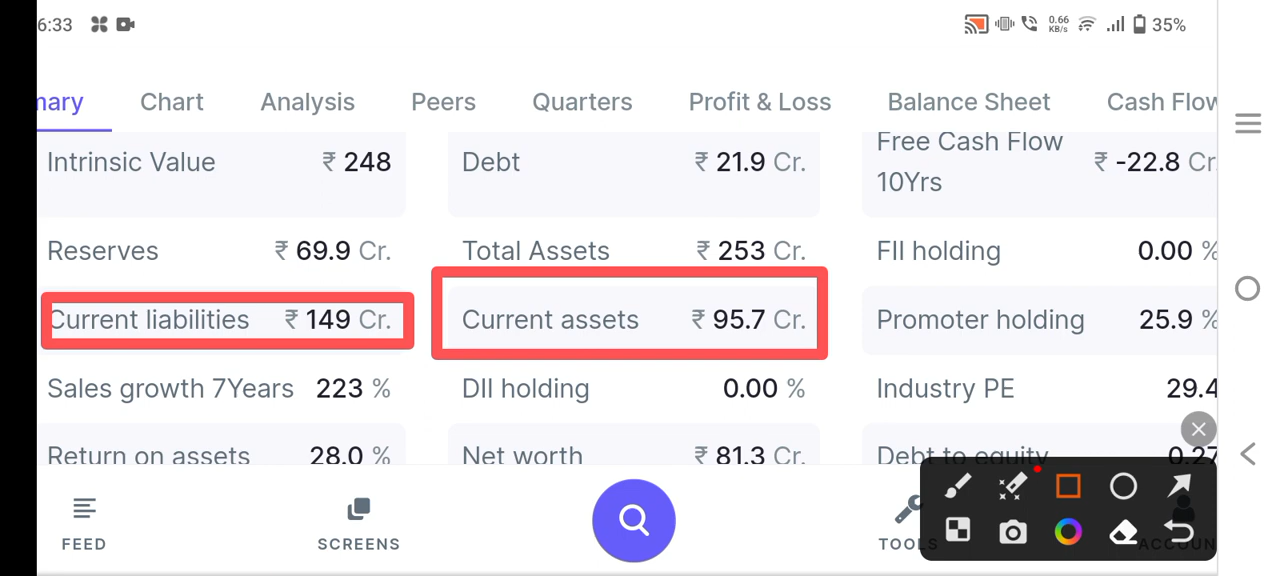 6:33 0.66 KB/s 35%
mary Chart Analysis Peers Quarters Profit & Loss Balance Sheet Cash Flow
Intrinsic Value ₹ 248 Debt ₹ 21.9 Cr. Free Cash Flow 10Yrs ₹ -22.8 Cr.
Reserves ₹ 69.9 Cr. Total Assets ₹ 253 Cr. FII holding 0.00 %
Current liabilities ₹ 149 Cr. Current assets ₹ 95.7 Cr. Promoter holding 25.9 %
Sales growth 7Years 223 % DII holding 0.00 % Industry PE 29.4
Return on assets 28.0 % Net worth ₹ 81.3 Cr. Debt to equity 0.27
FEED SCREENS TOOLS ACCOUN